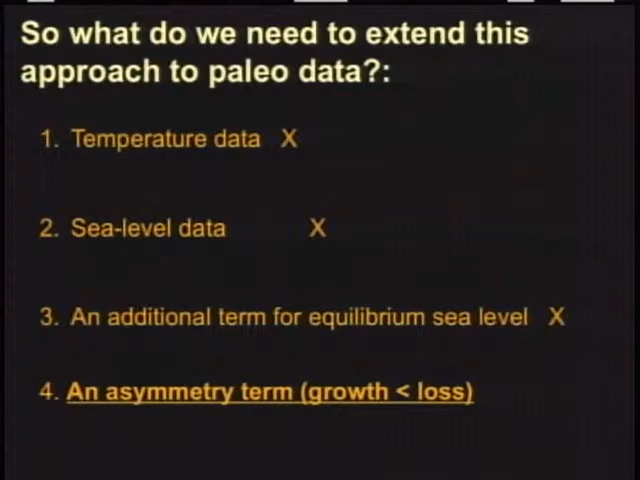 So what do we need to extend this
approach to paleo data?:
1. Temperature data X
2. Sea-level data X
3. An additional term for equilibrium sea level X
4. An asymmetry term (growth < loss)